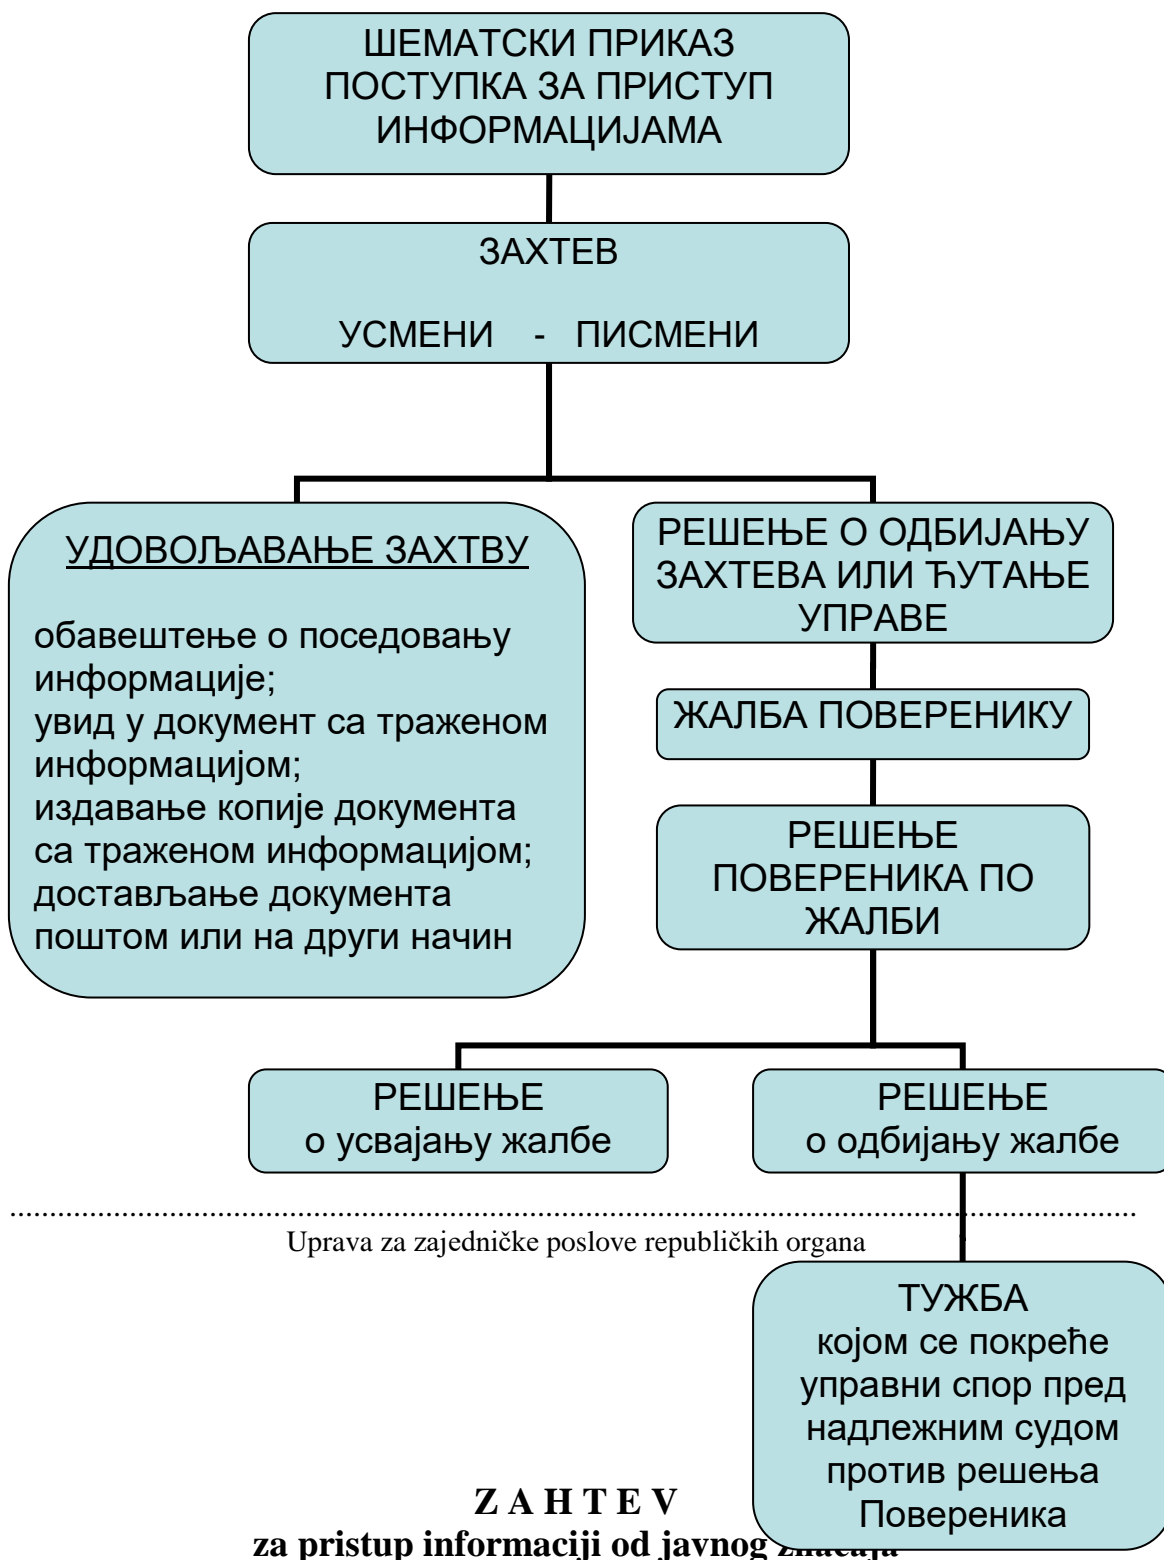 ШЕМАТСКИ ПРИКАЗ
ПОСТУПКА ЗА ПРИСТУП
ИНФОРМАЦИЈАМА
ЗАХТЕВ
УСМЕНИ - ПИСМЕНИ
УДОВОЉАВАЊЕ ЗАХТВУ
обавештење о поседовању
информације;
увид у документ са траженом
информацијом;
издавање копије документа
са траженом информацијом;
достављање документа
поштом или на други начин
РЕШЕЊЕ О ОДБИЈАЊУ
ЗАХТЕВА ИЛИ ЋУТАЊЕ
УПРАВЕ
ЖАЛБА ПОВЕРЕНИКУ
РЕШЕЊЕ
ПОВЕРЕНИКА ПО
ЖАЛБИ
РЕШЕЊЕ
о усвајању жалбе
РЕШЕЊЕ
о одбијању жалбе
Uprava za zajedničke poslove republičkih organa
ТУЖБА
којом се покреће
управни спор пред
надлежним судом
против решења
Повереника
Z A H T E V
za pristup informaciji od javnog značaja